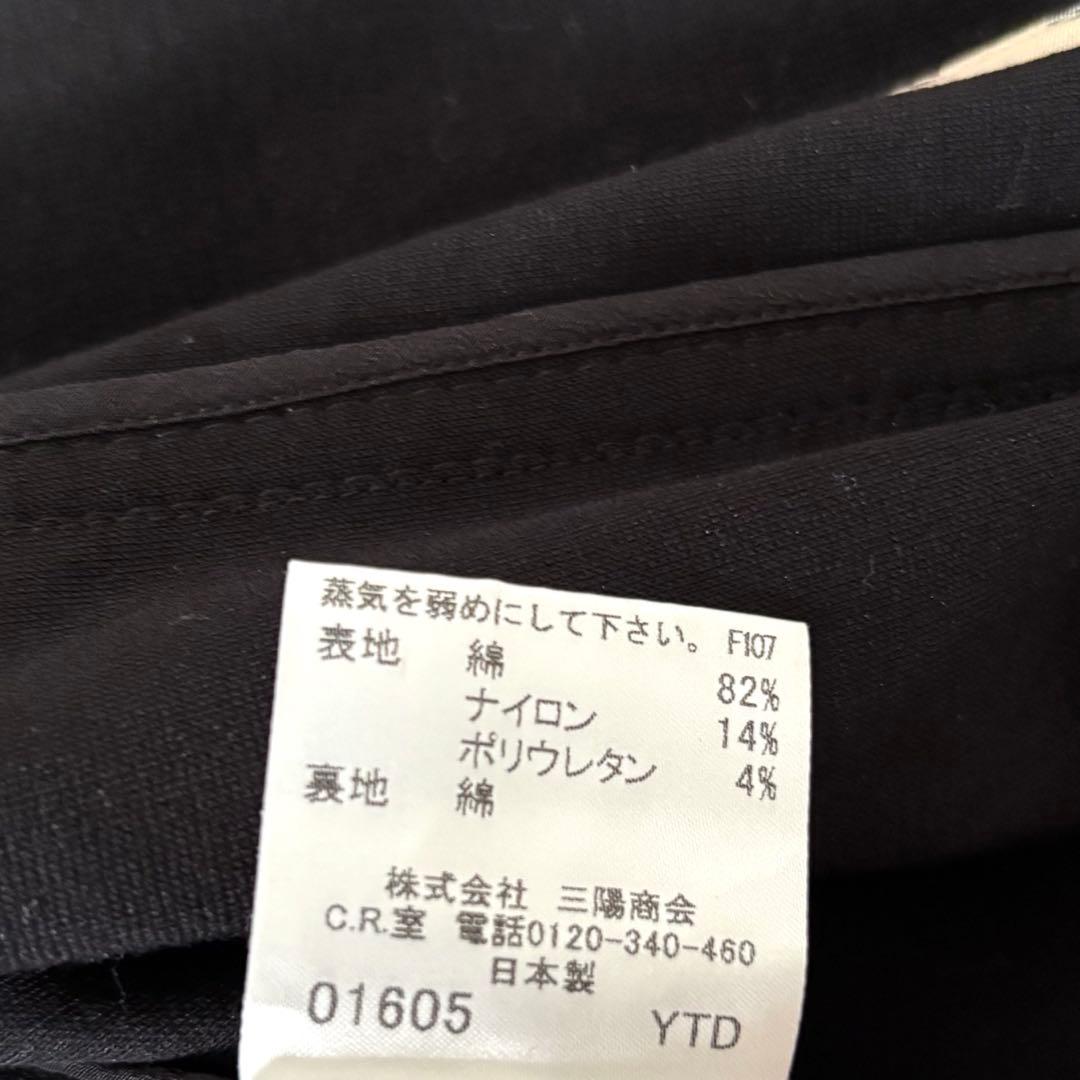 蒸気を弱めにして下さい。 F107
表地 綿 82%
ナイロン 14%
ポリウレタン 4%
裏地 綿
株式会社 三陽商会
C.R.室 電話0120-340-460
日本製
01605 YTD